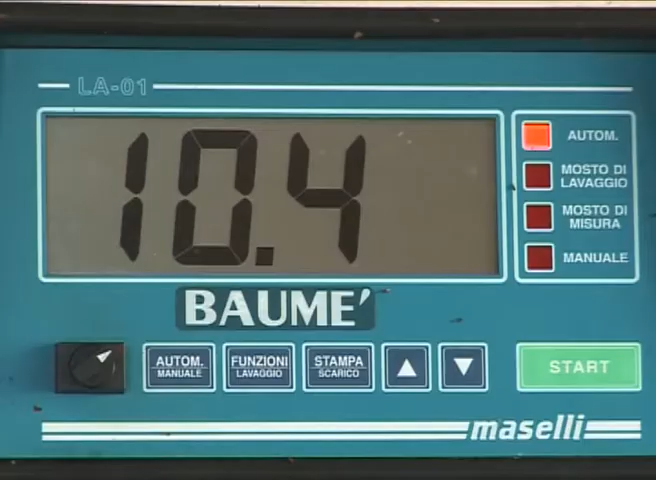 LA-01
10.4
AUTOM.
MOSTO DI
LAVAGGIO
MOSTO DI
MISURA
MANUALE
BAUMÉ
AUTOM.
MANUALE
FUNZIONI
LAVAGGIO
STAMPA
SCARICO
START
maselli